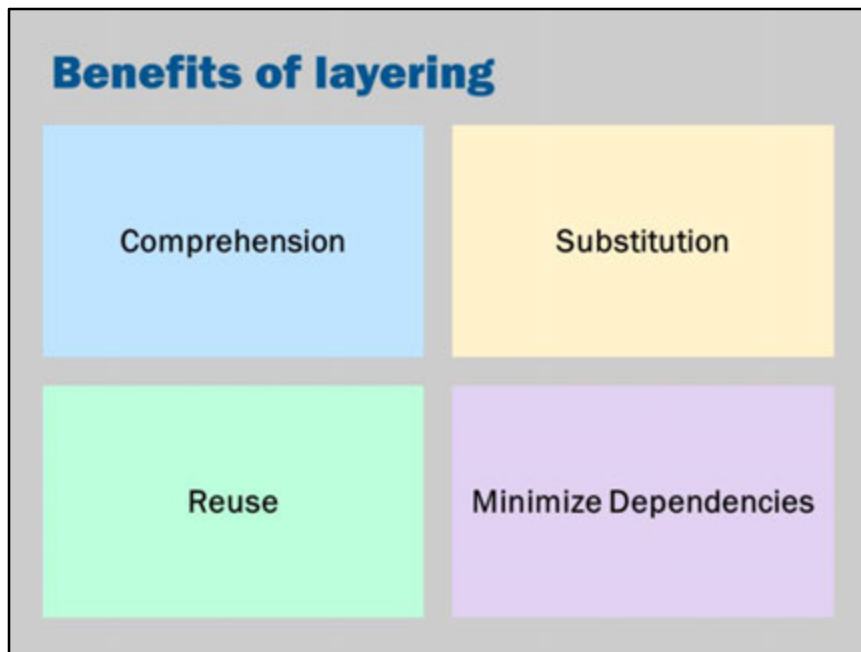 Benefits of layering
Comprehension
Substitution
Reuse
Minimize Dependencies